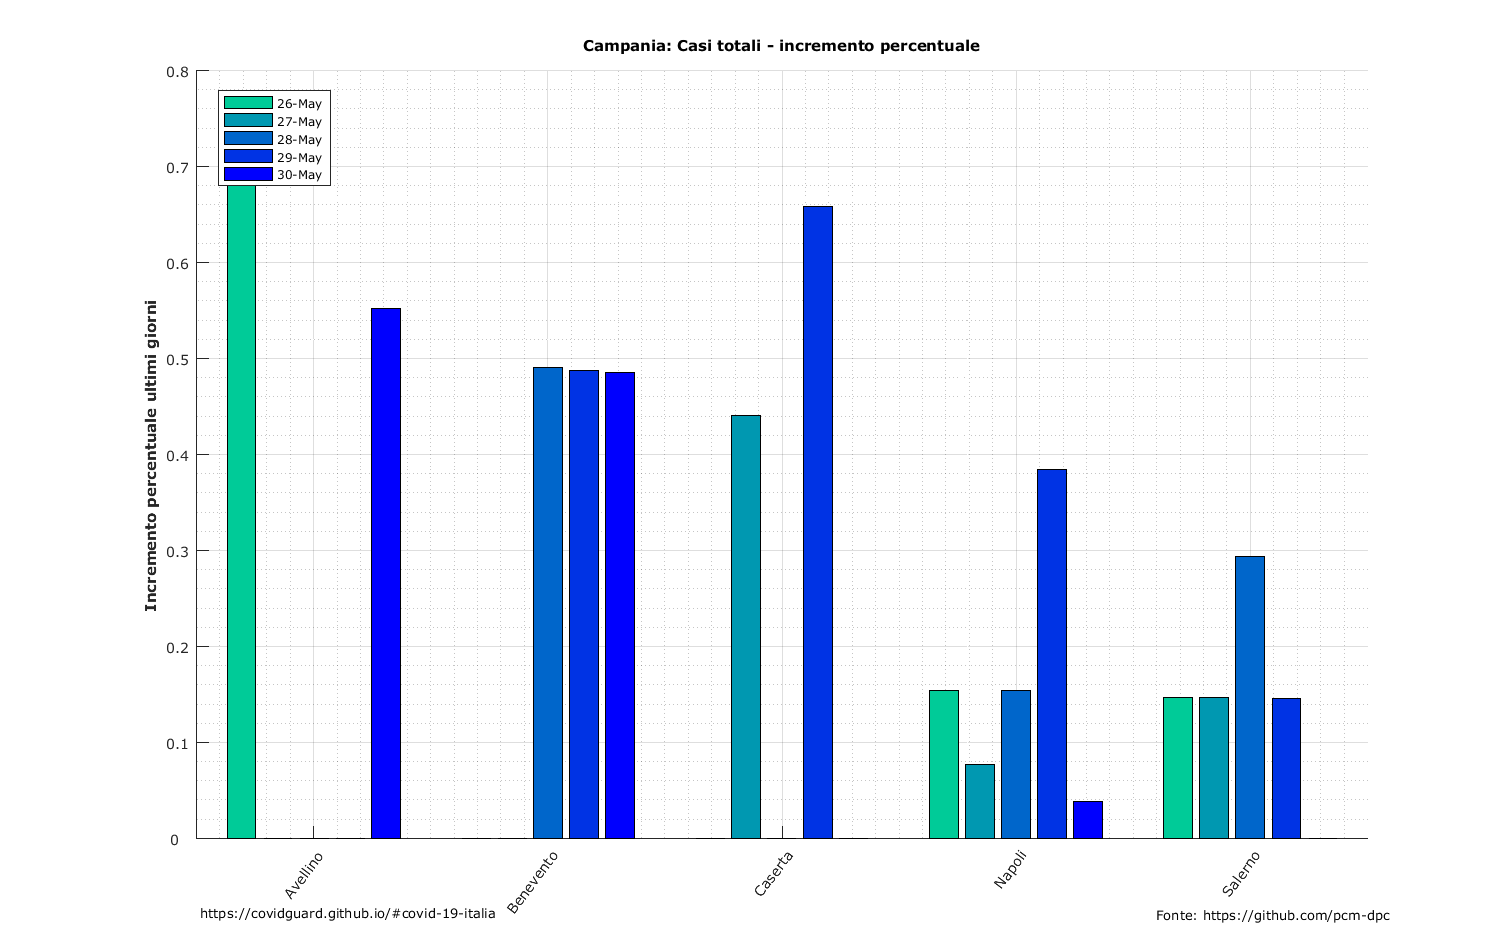 Campania: Casi totali - incremento percentuale
0.8
0.7
0.6
0.5
0.4
0.3
0.2
0.1
0
Incremento percentuale ultimi giorni
26-May
27-May
28-May
29-May
30-May
Avellino
Benevento
Caserta
Napoli
Salerno
https://covidguard.github.io/#covid-19-italia
Fonte: https://github.com/pcm-dpc